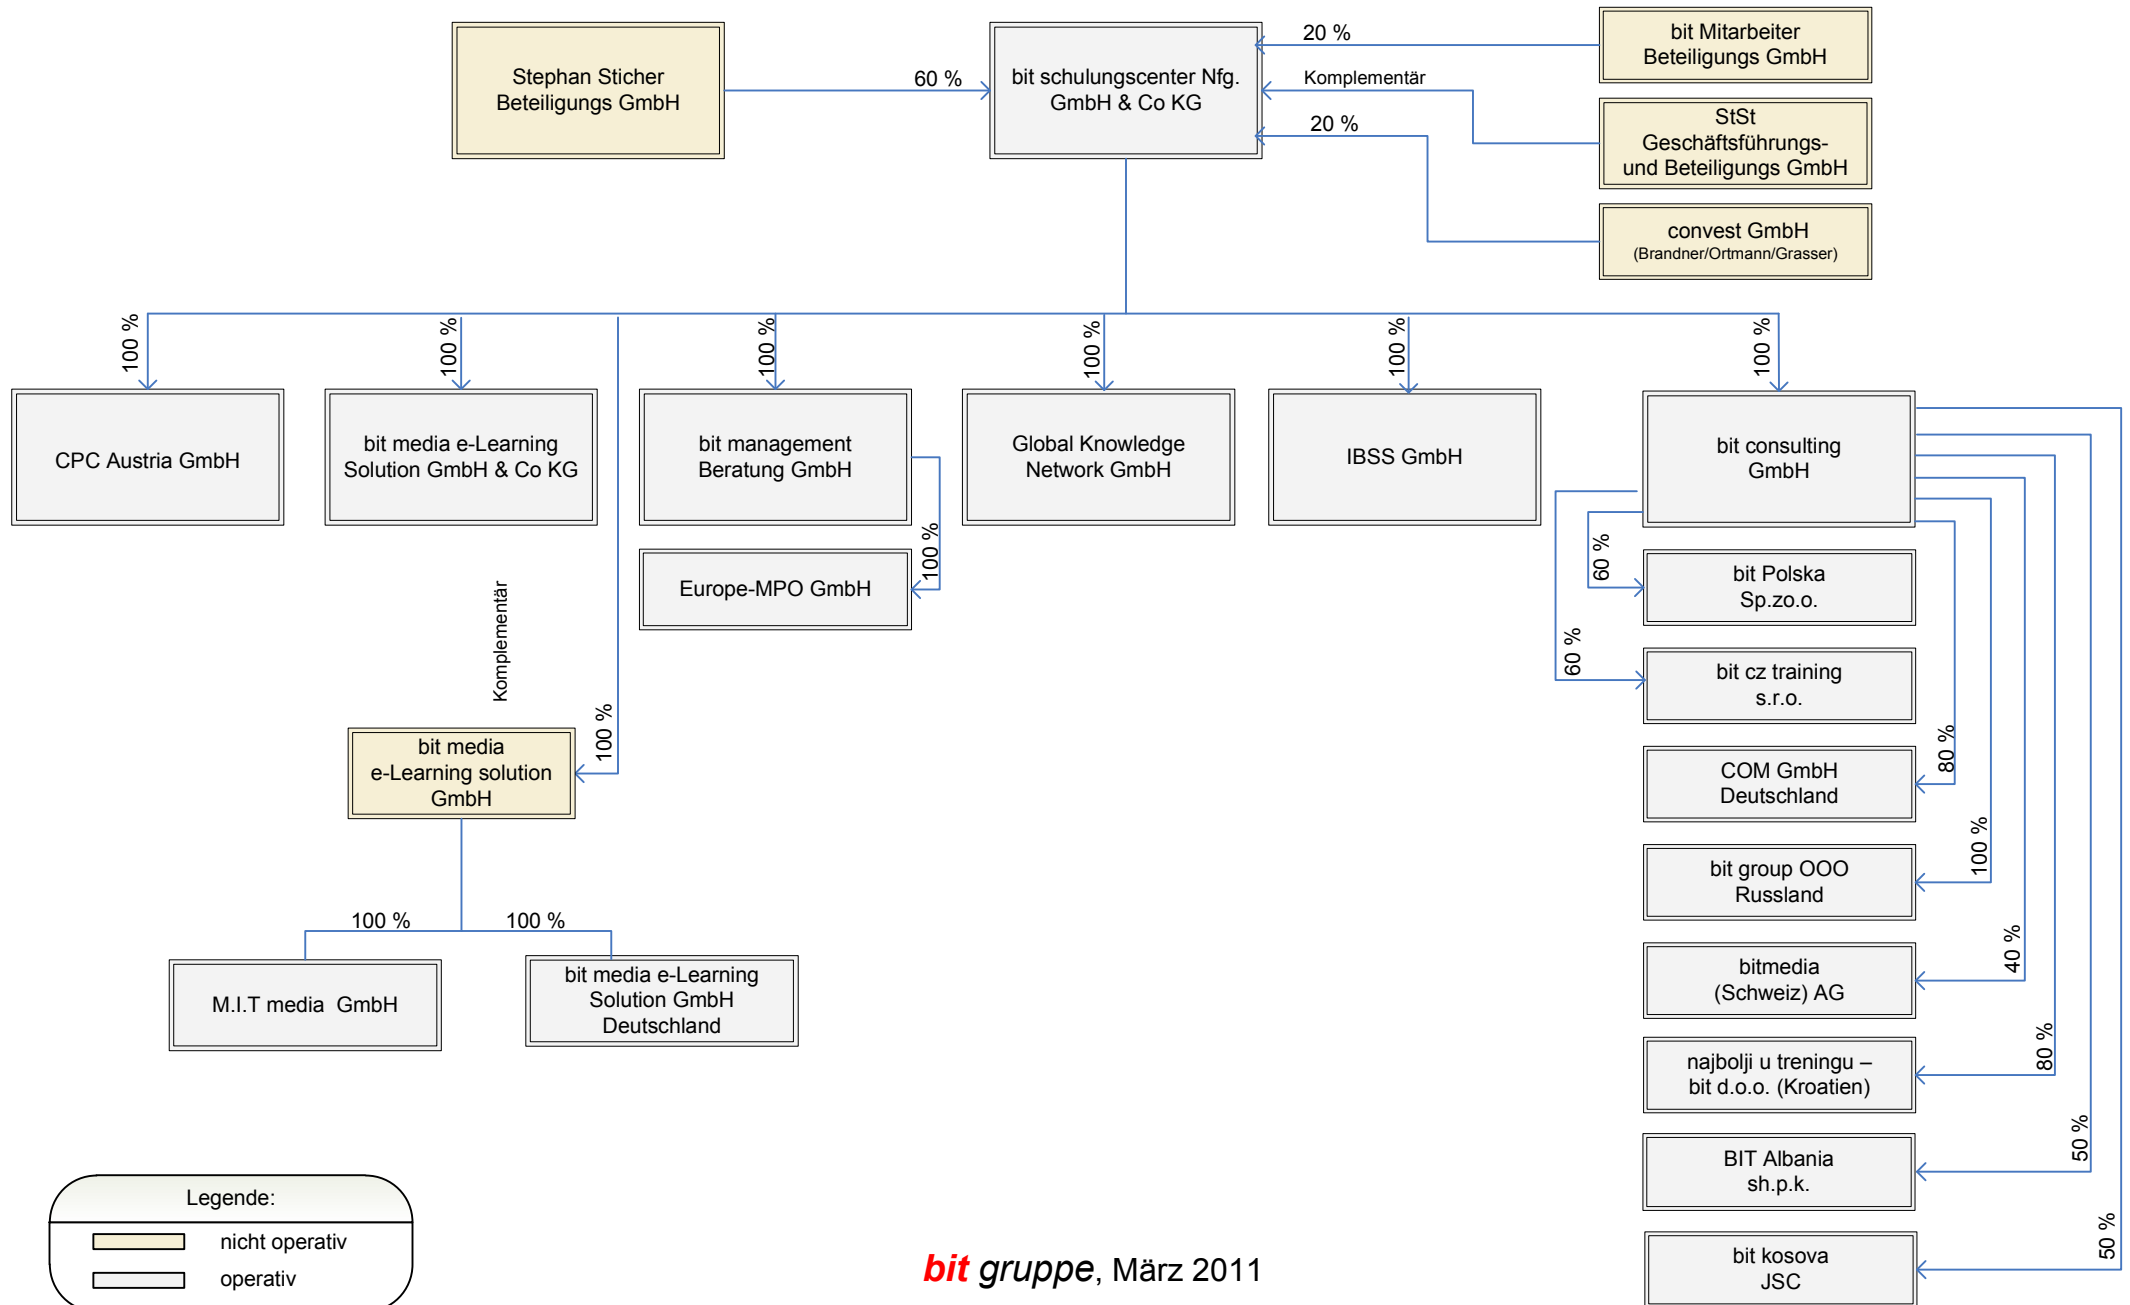 Stephan Sticher
Beteiligungs GmbH
60 %
bit schulungscenter Nfg.
GmbH & Co KG
20 %
Komplementär
20 %
bit Mitarbeiter
Beteiligungs GmbH
StSt
Geschäftsführungs-
und Beteiligungs GmbH
convest GmbH
(Brandner/Ortmann/Grasser)
100 %
100 %
100 %
100 %
100 %
100 %
CPC Austria GmbH
bit media e-Learning
Solution GmbH & Co KG
bit management
Beratung GmbH
Global Knowledge
Network GmbH
IBSS GmbH
bit consulting
GmbH
100 %
Europe-MPO GmbH
Komplementär
100 %
bit media
e-Learning solution
GmbH
100 %
100 %
M.I.T media  GmbH
bit media e-Learning
Solution GmbH
Deutschland
60 %
bit Polska
Sp.zo.o.
60 %
bit cz training
s.r.o.
80 %
COM GmbH
Deutschland
100 %
bit group OOO
Russland
40 %
bitmedia
(Schweiz) AG
80 %
najbolji u treningu –
bit d.o.o. (Kroatien)
50 %
BIT Albania
sh.p.k.
50 %
bit kosova
JSC
Legende:
nicht operativ
operativ
bit gruppe, März 2011